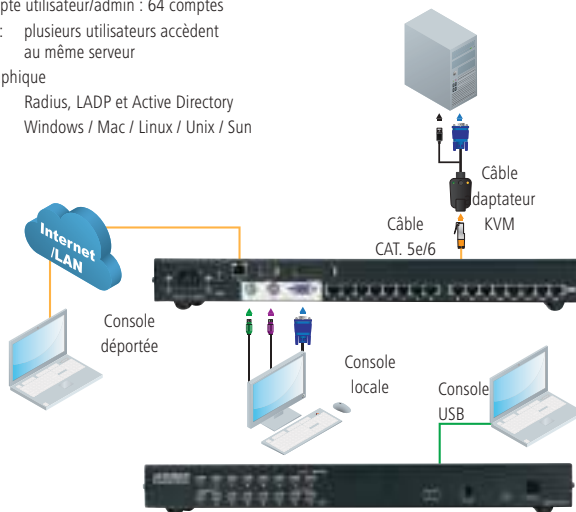 pte utilisateur/admin : 64 comptes
: plusieurs utilisateurs accèdent
au même serveur
phique
Radius, LADP et Active Directory
Windows / Mac / Linux / Unix / Sun
Câble
daptateur
KVM
Câble
CAT. 5e/6
Internet
/LAN
Console
déportée
Console
locale
Console
USB